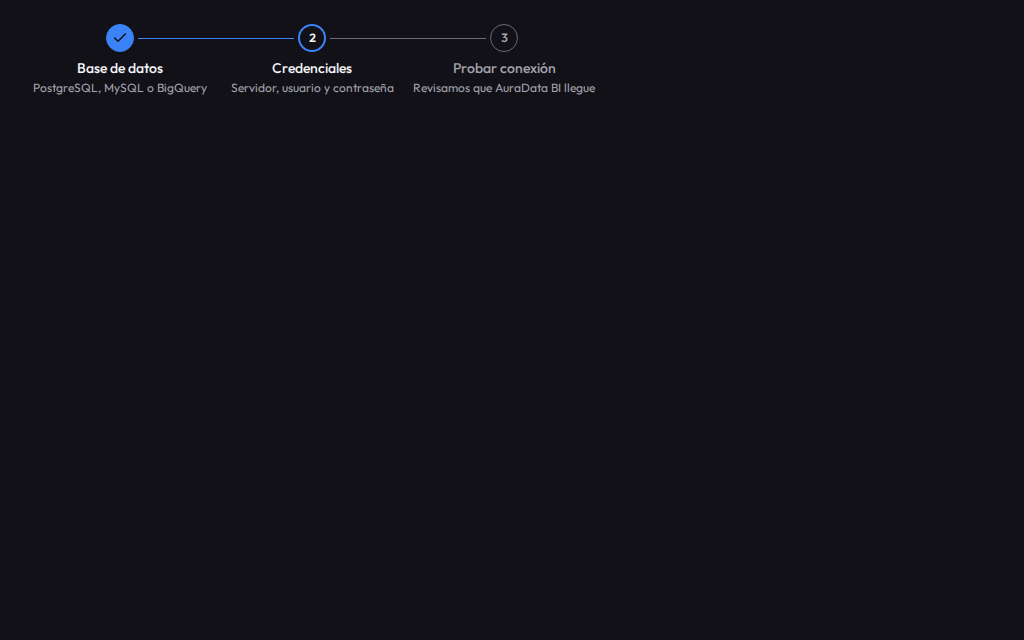 2
3
Base de datos
Credenciales
Probar conexión
PostgreSQL, MySQL o BigQuery
Servidor, usuario y contraseña
Revisamos que AuraData BI llegue